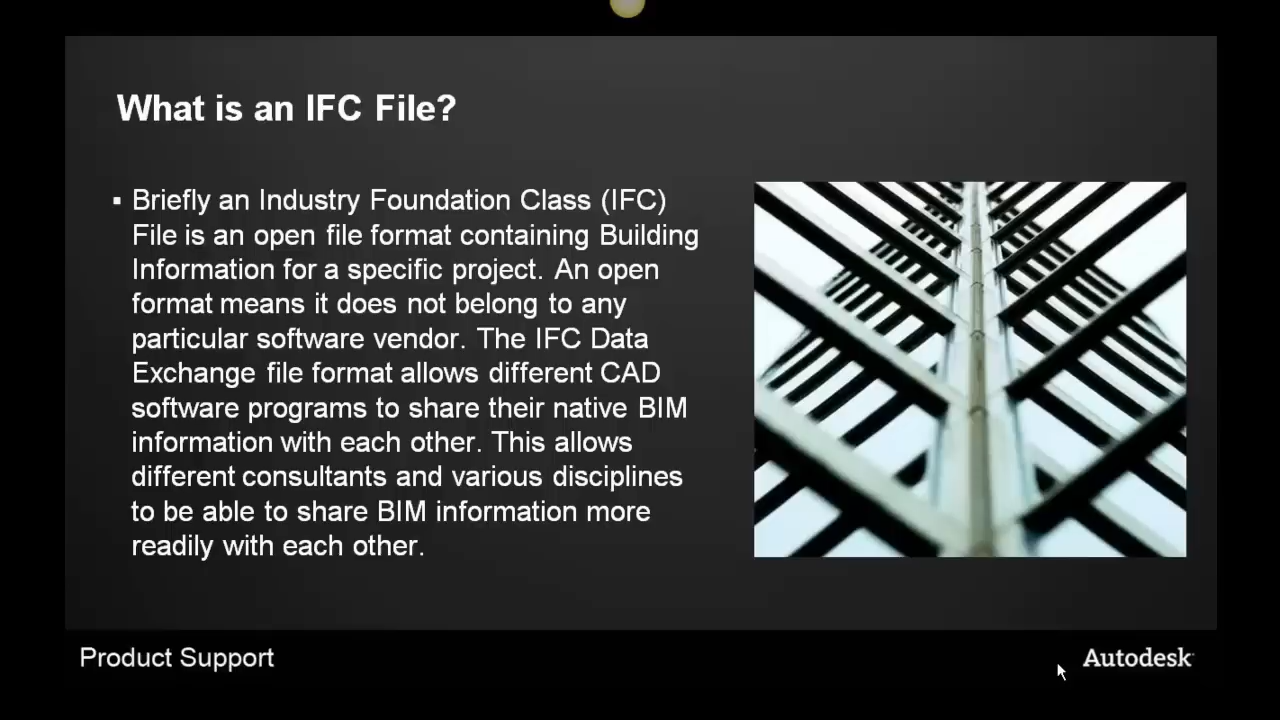 What is an IFC File?
▪ Briefly an Industry Foundation Class (IFC)
File is an open file format containing Building
Information for a specific project. An open
format means it does not belong to any
particular software vendor. The IFC Data
Exchange file format allows different CAD
software programs to share their native BIM
information with each other. This allows
different consultants and various disciplines
to be able to share BIM information more
readily with each other.
Product Support
Autodesk